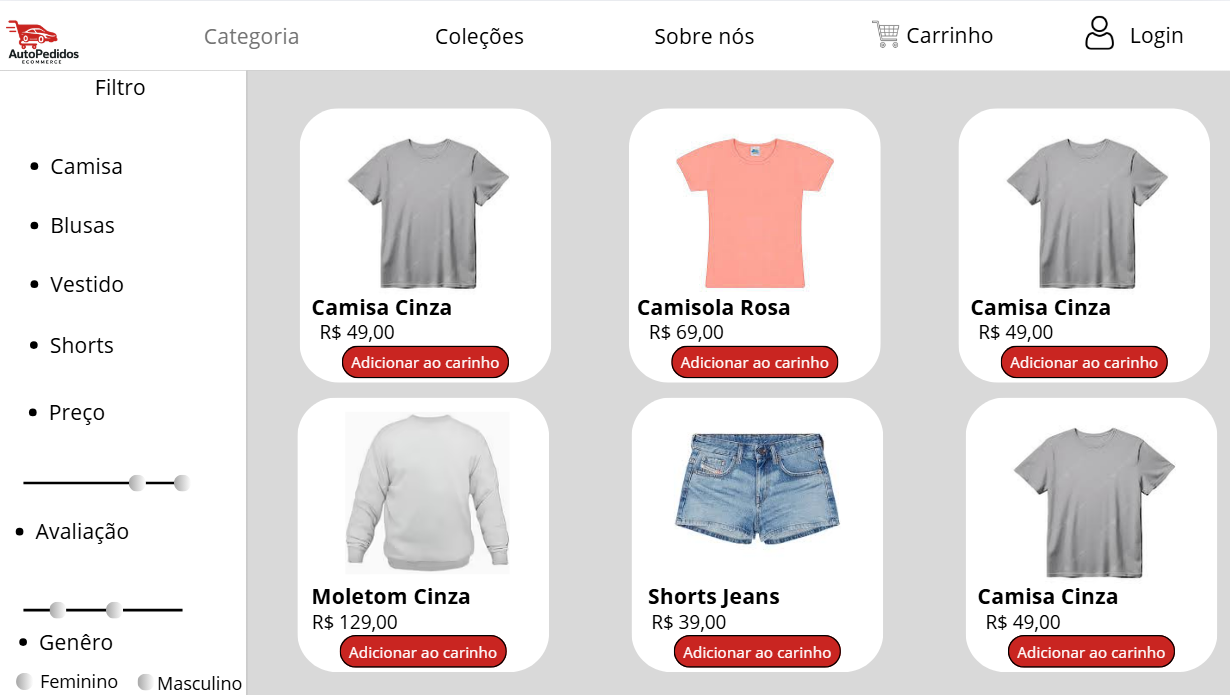 AutoPedidos
ECOMMERCE
Categoria
Coleções
Sobre nós
Carrinho
Login
Filtro
Camisa
Blusas
Vestido
Shorts
Preço
Avaliação
Genêro
Feminino
Masculino
Camisa Cinza
R$ 49,00
Adicionar ao carinho
Camisola Rosa
R$ 69,00
Adicionar ao carinho
Camisa Cinza
R$ 49,00
Adicionar ao carinho
Moletom Cinza
R$ 129,00
Adicionar ao carinho
Shorts Jeans
R$ 39,00
Adicionar ao carinho
Camisa Cinza
R$ 49,00
Adicionar ao carinho